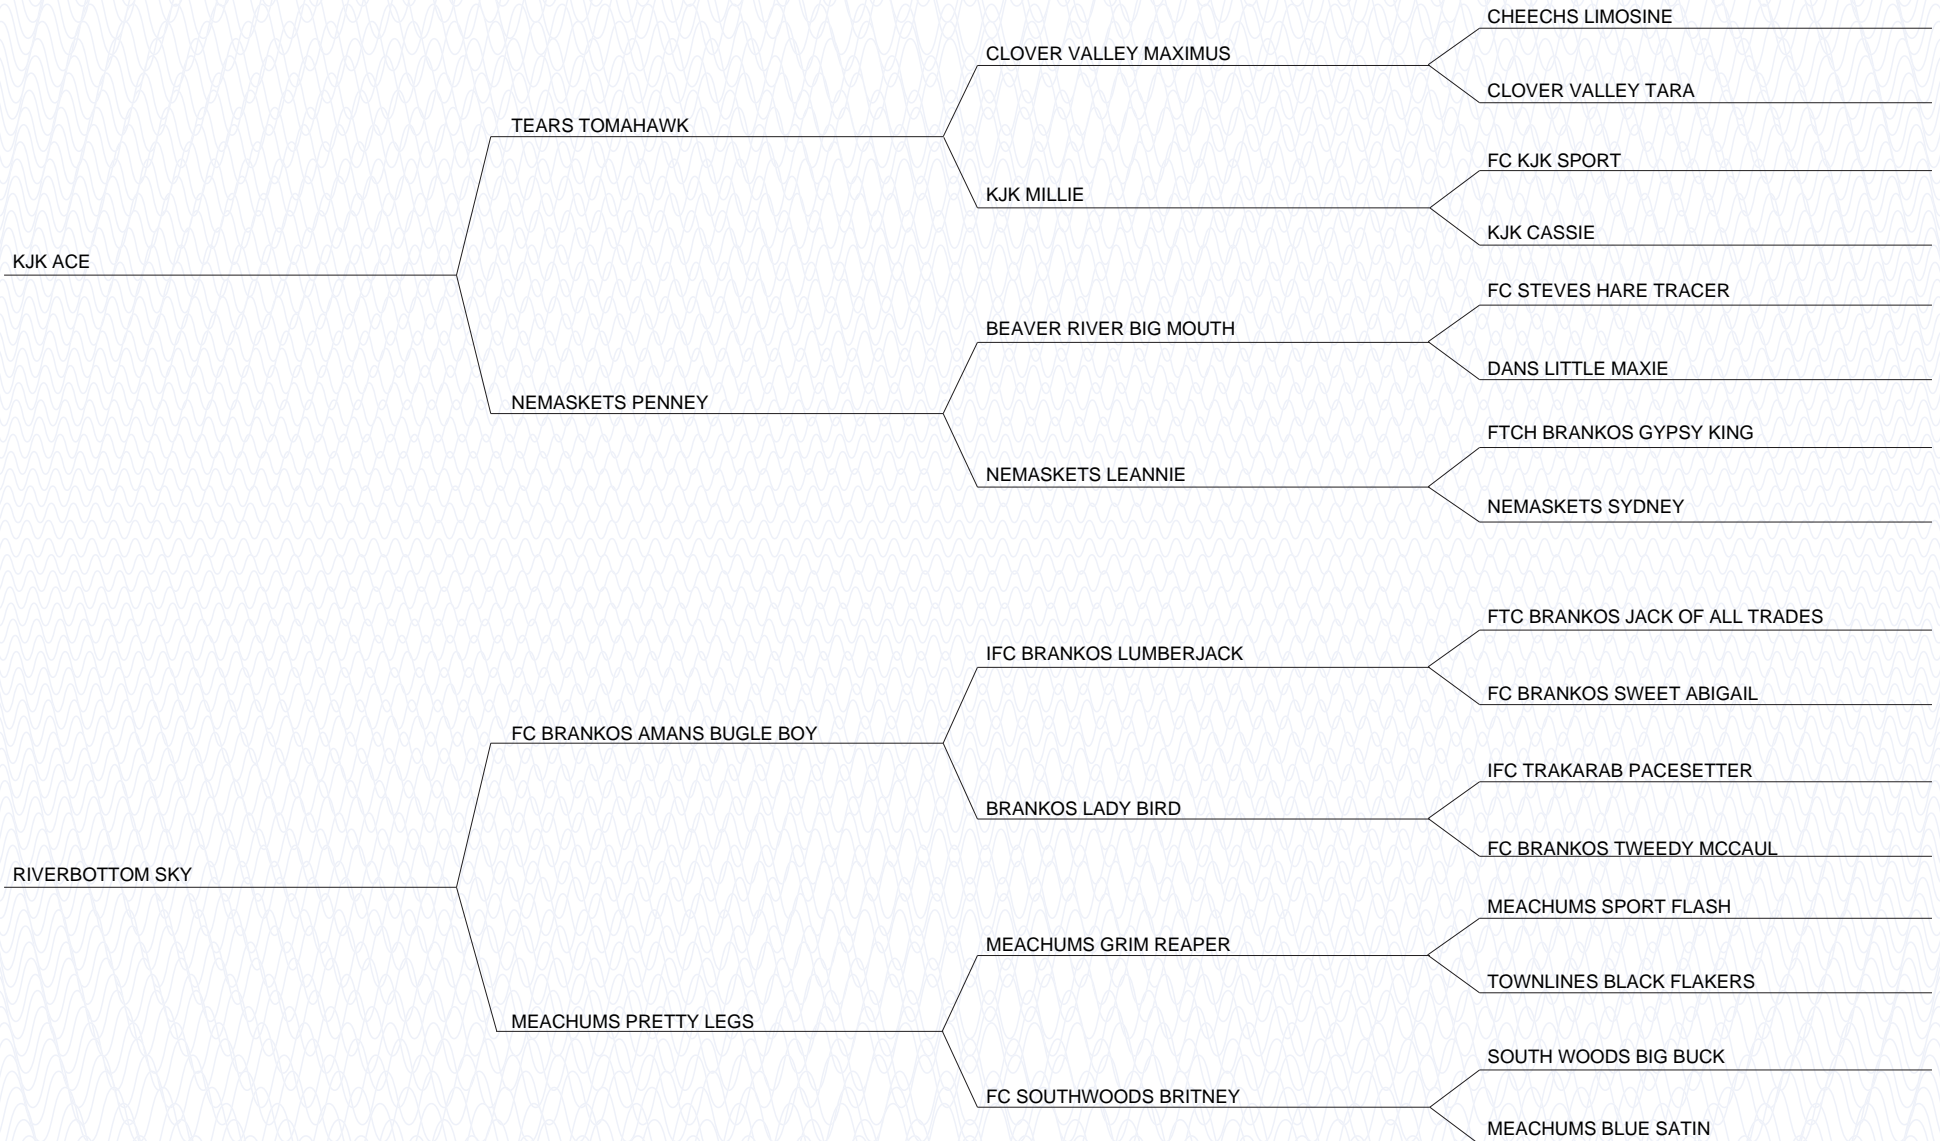 CHEECHS LIMOSINE
CLOVER VALLEY MAXIMUS
CLOVER VALLEY TARA
TEARS TOMAHAWK
FC KJK SPORT
KJK MILLIE
KJK CASSIE
KJK ACE
FC STEVES HARE TRACER
BEAVER RIVER BIG MOUTH
DANS LITTLE MAXIE
NEMASKETS PENNEY
FTCH BRANKOS GYPSY KING
NEMASKETS LEANNIE
NEMASKETS SYDNEY
FTC BRANKOS JACK OF ALL TRADES
IFC BRANKOS LUMBERJACK
FC BRANKOS SWEET ABIGAIL
FC BRANKOS AMANS BUGLE BOY
IFC TRAKARAB PACESETTER
BRANKOS LADY BIRD
FC BRANKOS TWEEDY MCCAUL
RIVERBOTTOM SKY
MEACHUMS SPORT FLASH
MEACHUMS GRIM REAPER
TOWNLINES BLACK FLAKERS
MEACHUMS PRETTY LEGS
SOUTH WOODS BIG BUCK
FC SOUTHWOODS BRITNEY
MEACHUMS BLUE SATIN